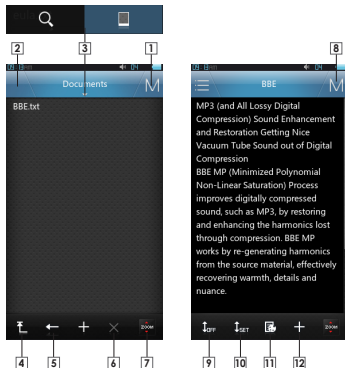 2
3
1
8
Documents
M
BBE
M
BBE.txt
MP3 (and All Lossy Digital
Compression) Sound Enhancement
and Restoration Getting Nice
Vacuum Tube Sound out of Digital
Compression
BBE MP (Minimized Polynomial
Non-Linear Saturation) Process
improves digitally compressed
sound, such as MP3, by restoring
and enhancing the harmonics lost
through compression. BBE MP
works by re-generating harmonics
from the source material, effectively
recovering warmth, details and
nuance.
ZOOM
OFF
SET
ZOOM
4
5
6
7
9
10
11
12